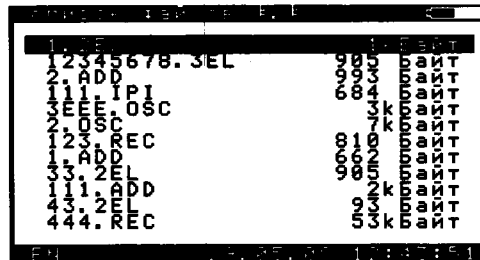 12345678.3EL 905 Байт
2.ADD 993 Байт
111.IPI 684 Байт
3EEE.OSC 3kБайт
2.OSC 7kБайт
123.REC 810 Байт
1.ADD 662 Байт
33.2EL 905 Байт
111.ADD 2kБайт
43.2EL 93 Байт
444.REC 53kБайт
EN